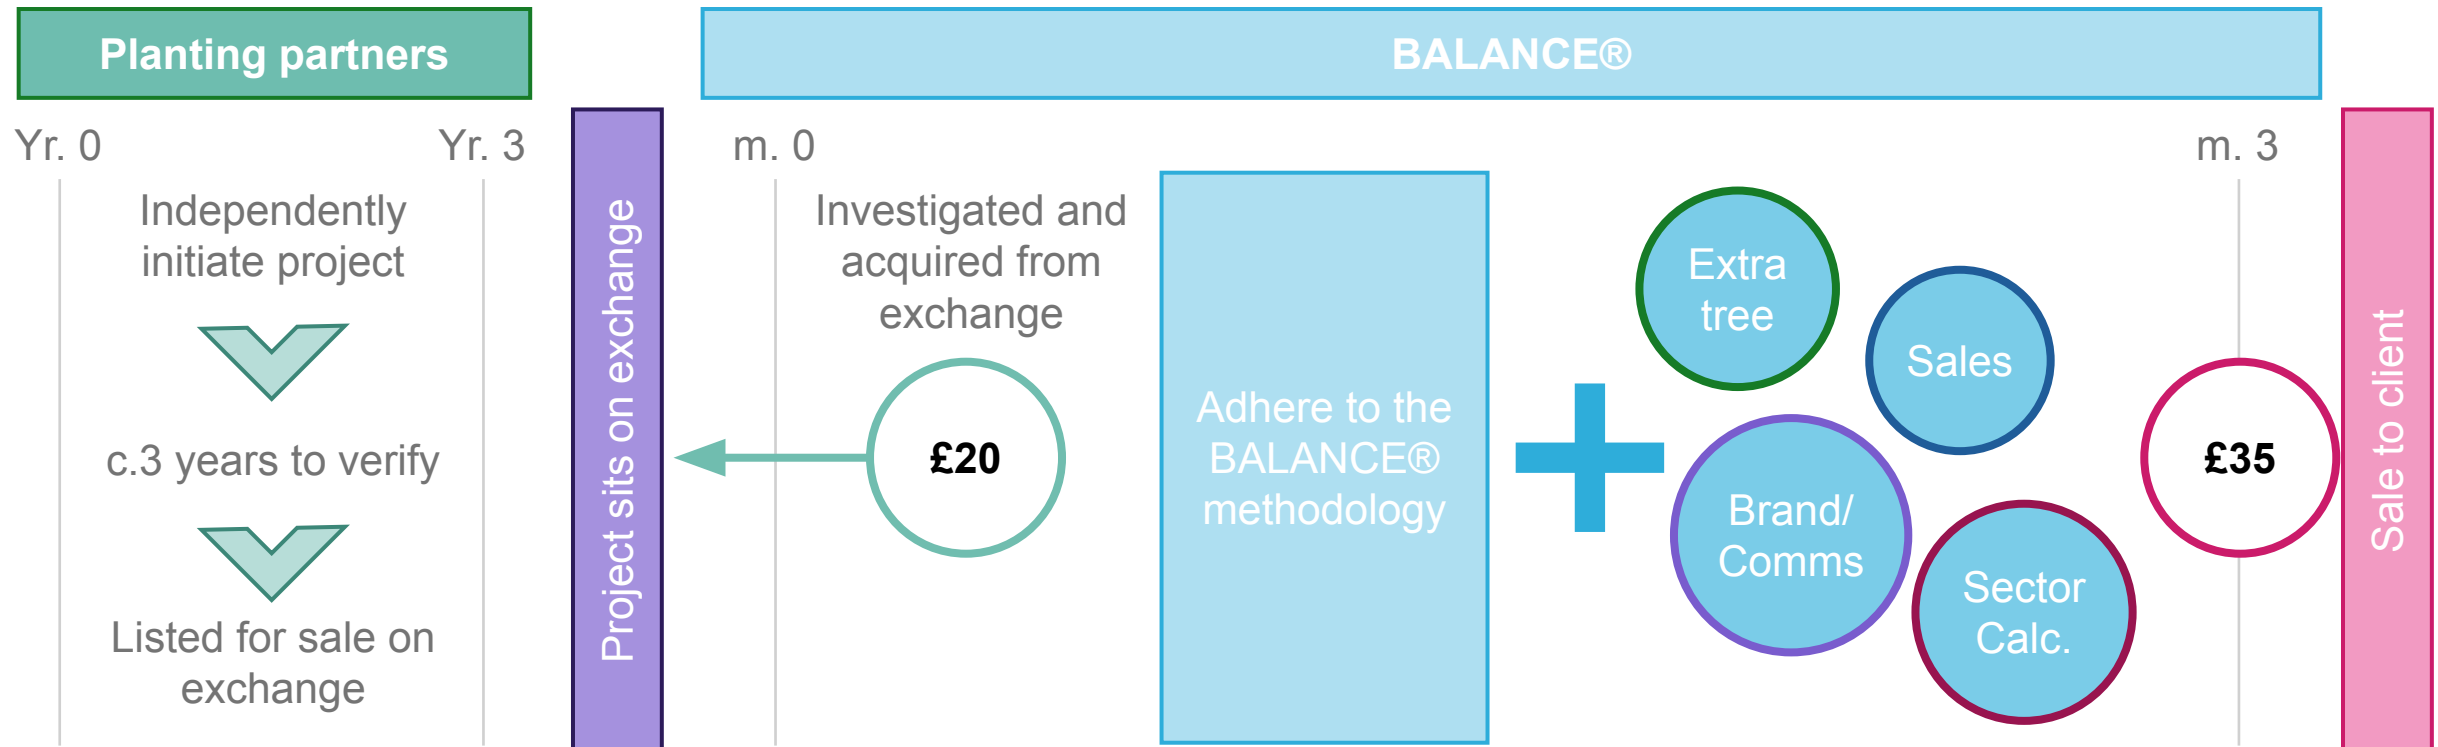 Planting partners
BALANCE®
Yr. 0
Yr. 3
Independently
initiate project
c.3 years to verify
Listed for sale on
exchange
Project sits on exchange
m. 0
m. 3
Investigated and
acquired from
exchange
£20
Adhere to the
BALANCE®
methodology
Extra
tree
Sales
Brand/
Comms
Sector
Calc.
£35
Sale to client